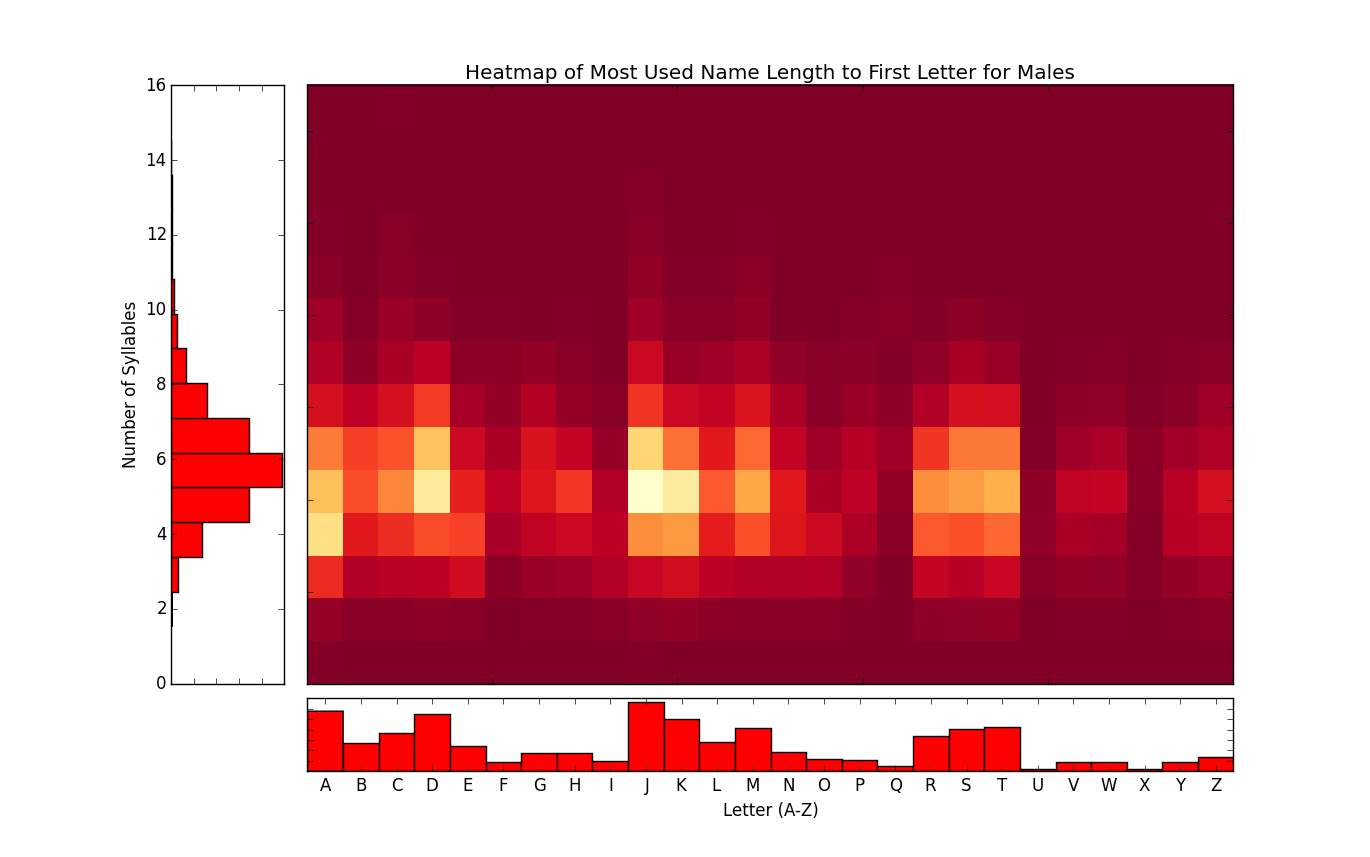 Heatmap of Most Used Name Length to First Letter for Males
Number of Syllables
16
14
12
10
8
6
4
2
0
A B C D E F G H I J K L M N O P Q R S T U V W X Y Z
Letter (A-Z)